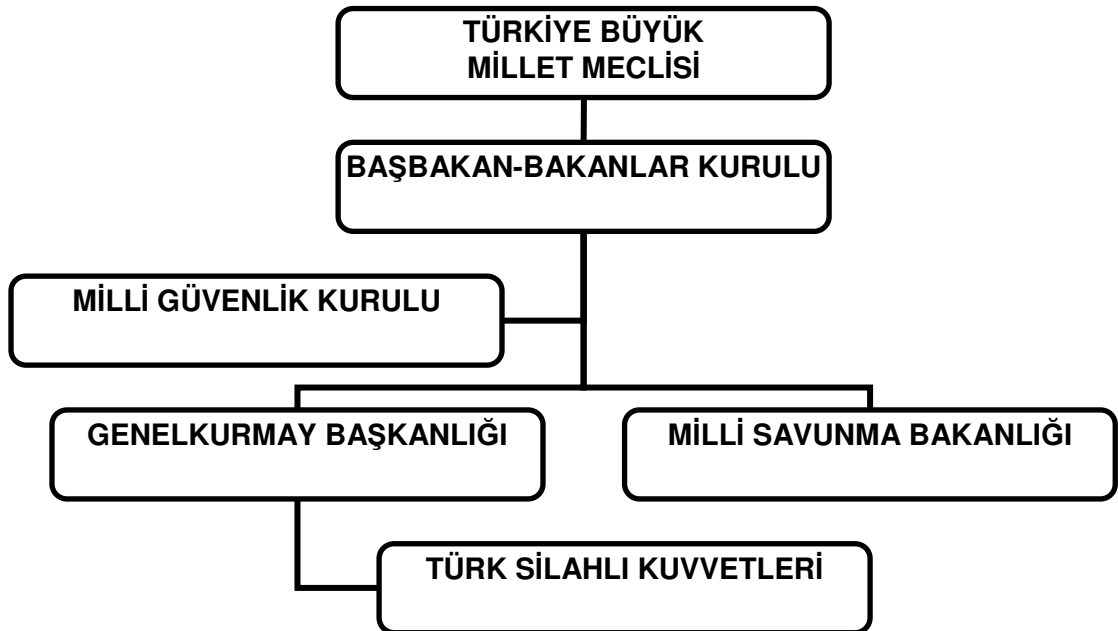 TÜRKİYE BÜYÜK
MİLLET MECLİSİ
BAŞBAKAN-BAKANLAR KURULU
MİLLİ GÜVENLİK KURULU
GENELKURMAY BAŞKANLIĞI
MİLLİ SAVUNMA BAKANLIĞI
TÜRK SİLAHLI KUVVETLERİ